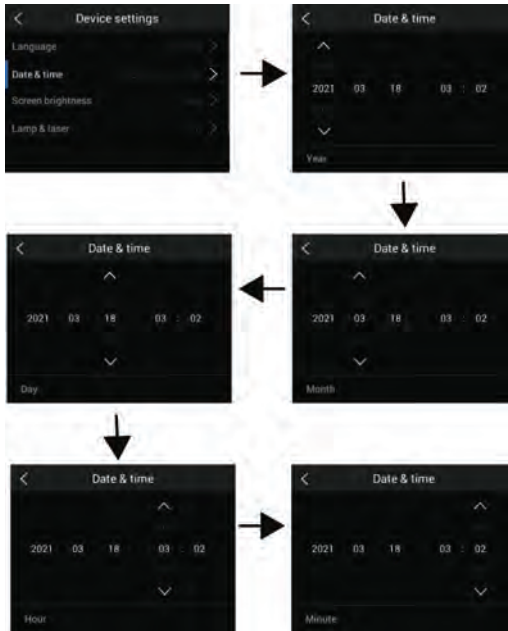 Device settings
Language
Date & time
Screen brightness
Lamp & laser
Date & time
2021 03 18 03 : 02
Year
Date & time
2021 03 18 03 : 02
Month
Date & time
2021 03 18 03 : 02
Day
Date & time
2021 03 18 03 : 02
Hour
Date & time
2021 03 18 03 : 02
Minute